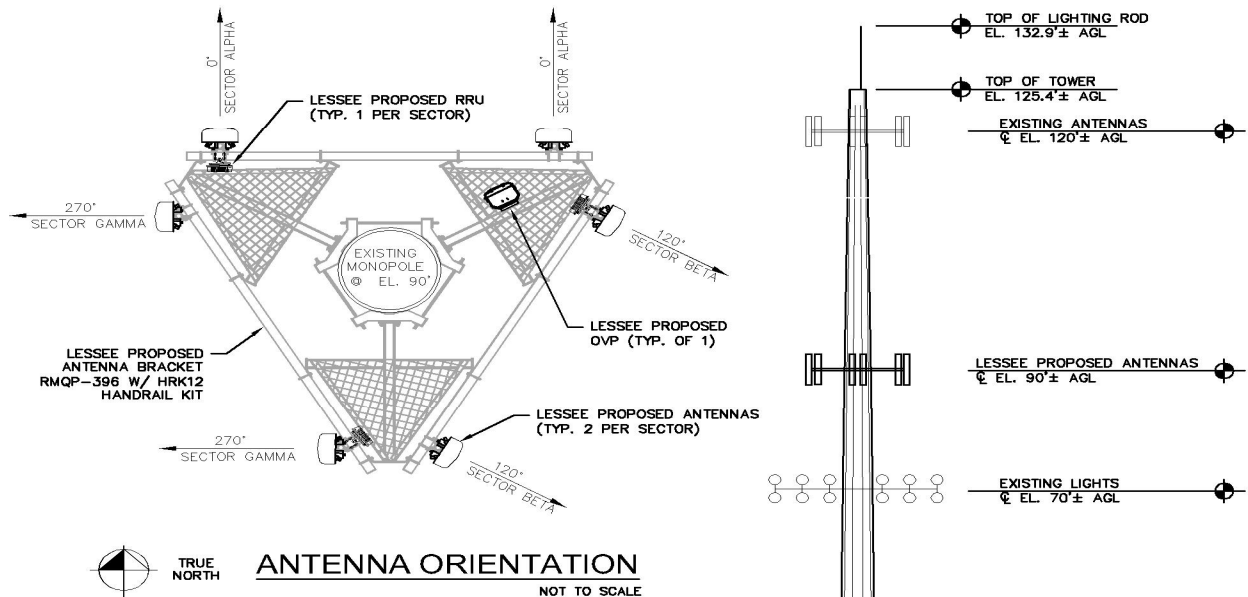 0°
SECTOR ALPHA
0°
SECTOR ALPHA
LESSEE PROPOSED RRU
(TYP. 1 PER SECTOR)
270°
SECTOR GAMMA
120°
SECTOR BETA
EXISTING
MONOPOLE
@ EL. 90'
LESSEE PROPOSED
OVP (TYP. OF 1)
LESSEE PROPOSED
ANTENNA BRACKET
RMQP-396 W/ HRK12
HANDRAIL KIT
LESSEE PROPOSED ANTENNAS
(TYP. 2 PER SECTOR)
270°
SECTOR GAMMA
120°
SECTOR BETA
TRUE
NORTH
ANTENNA ORIENTATION
NOT TO SCALE
TOP OF LIGHTING ROD
EL. 132.9'± AGL
TOP OF TOWER
EL. 125.4'± AGL
EXISTING ANTENNAS
℄ EL. 120'± AGL
LESSEE PROPOSED ANTENNAS
℄ EL. 90'± AGL
EXISTING LIGHTS
℄ EL. 70'± AGL